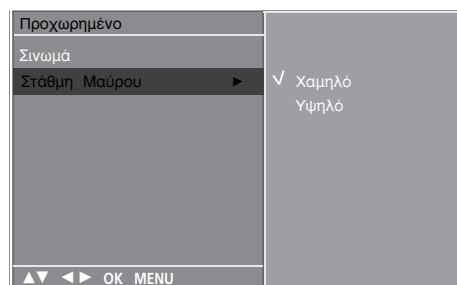 Προχωρημένο
Σινωμά
Στάθμη Μαύρου ►
√ Χαμηλό
Υψηλό
▲▼ ◄► OK MENU